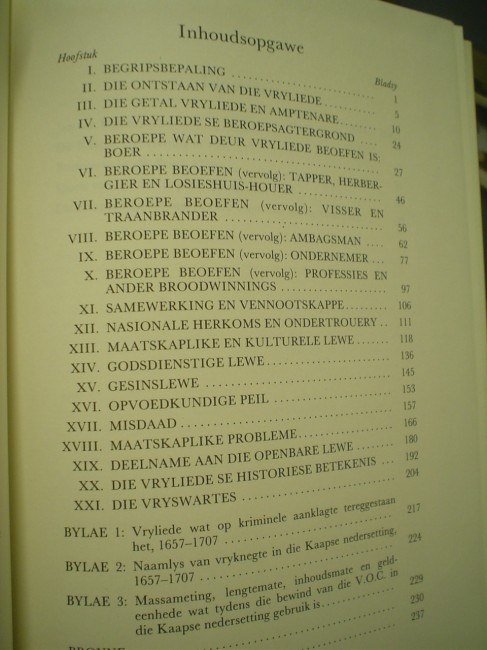 Inhoudsopgawe
Hoofstuk Bladsy
I. BEGRIPSBEPALING 1
II. DIE ONTSTAAN VAN DIE VRYLIEDE 5
III. DIE GETAL VRYLIEDE EN AMPTENARE 10
IV. DIE VRYLIEDE SE BEROEPSAGTERGROND 24
V. BEROEPE WAT DEUR VRYLIEDE BEOEFEN IS:
BOER 27
VI. BEROEPE BEOEFEN (vervolg): TAPPER, HERBER-
GIER EN LOSIESHUIS-HOUER 46
VII. BEROEPE BEOEFEN (vervolg): VISSER EN
TRAANBRANDER 56
VIII. BEROEPE BEOEFEN (vervolg): AMBAGSMAN 62
IX. BEROEPE BEOEFEN (vervolg): ONDERNEMER 77
X. BEROEPE BEOEFEN (vervolg): PROFESSIES EN
ANDER BROODWINNINGS 97
XI. SAMEWERKING EN VENNOOTSKAPPE 106
XII. NASIONALE HERKOMS EN ONDERTROUERY 111
XIII. MAATSKAPLIKE EN KULTURELE LEWE 118
XIV. GODSDIENSTIGE LEWE 136
XV. GESINSLEWE 145
XVI. OPVOEDKUNDIGE PEIL 153
XVII. MISDAAD 157
XVIII. MAATSKAPLIKE PROBLEME 166
XIX. DEELNAME AAN DIE OPENBARE LEWE 180
XX. DIE VRYLIEDE SE HISTORIESE BETEKENIS 192
XXI. DIE VRYSWARTES 204
BYLAE 1: Vryliede wat op kriminele aanklagte tereggestaan
het, 1657-1707 217
BYLAE 2: Naamlys van vryknegte in die Kaapse nedersetting,
1657-1707 224
BYLAE 3: Massameting, lengtemate, inhoudsmate en geld-
eenhede wat tydens die bewind van die V.O.C. in
die Kaapse nedersetting gebruik is 229
230
237